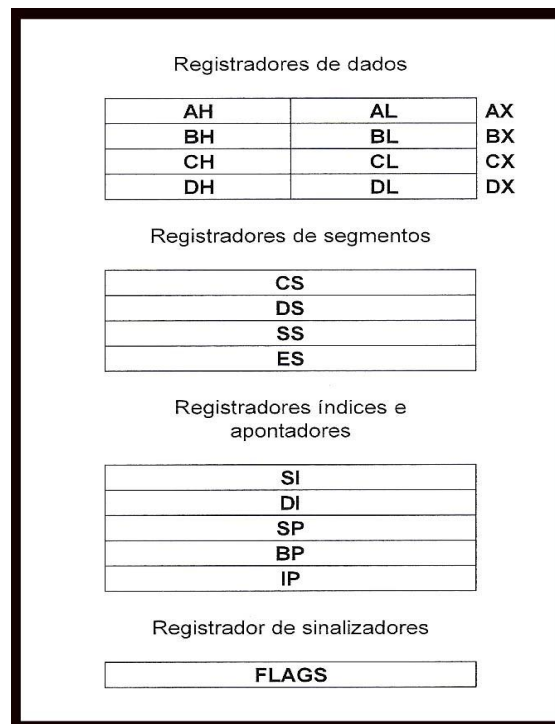 Registradores de dados
AH AL AX
BH BL BX
CH CL CX
DH DL DX
Registradores de segmentos
CS
DS
SS
ES
Registradores índices e
apontadores
SI
DI
SP
BP
IP
Registrador de sinalizadores
FLAGS